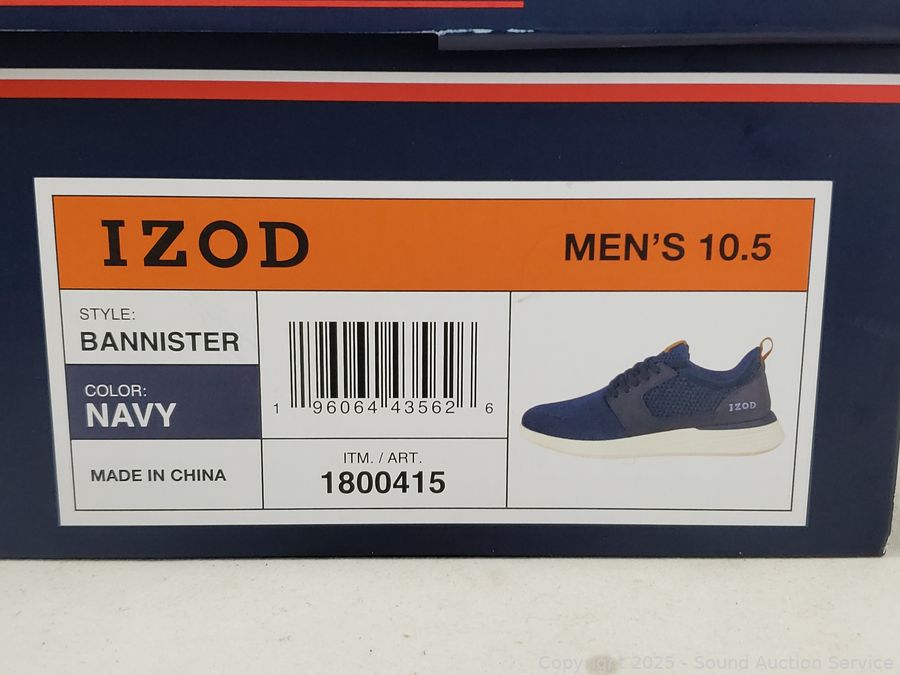 IZOD
MEN'S 10.5
STYLE:
BANNISTER
COLOR:
NAVY
MADE IN CHINA
1 96064 43562 6
ITM. / ART.
1800415
IZOD
Copyright 2025 - Sound Auction Service